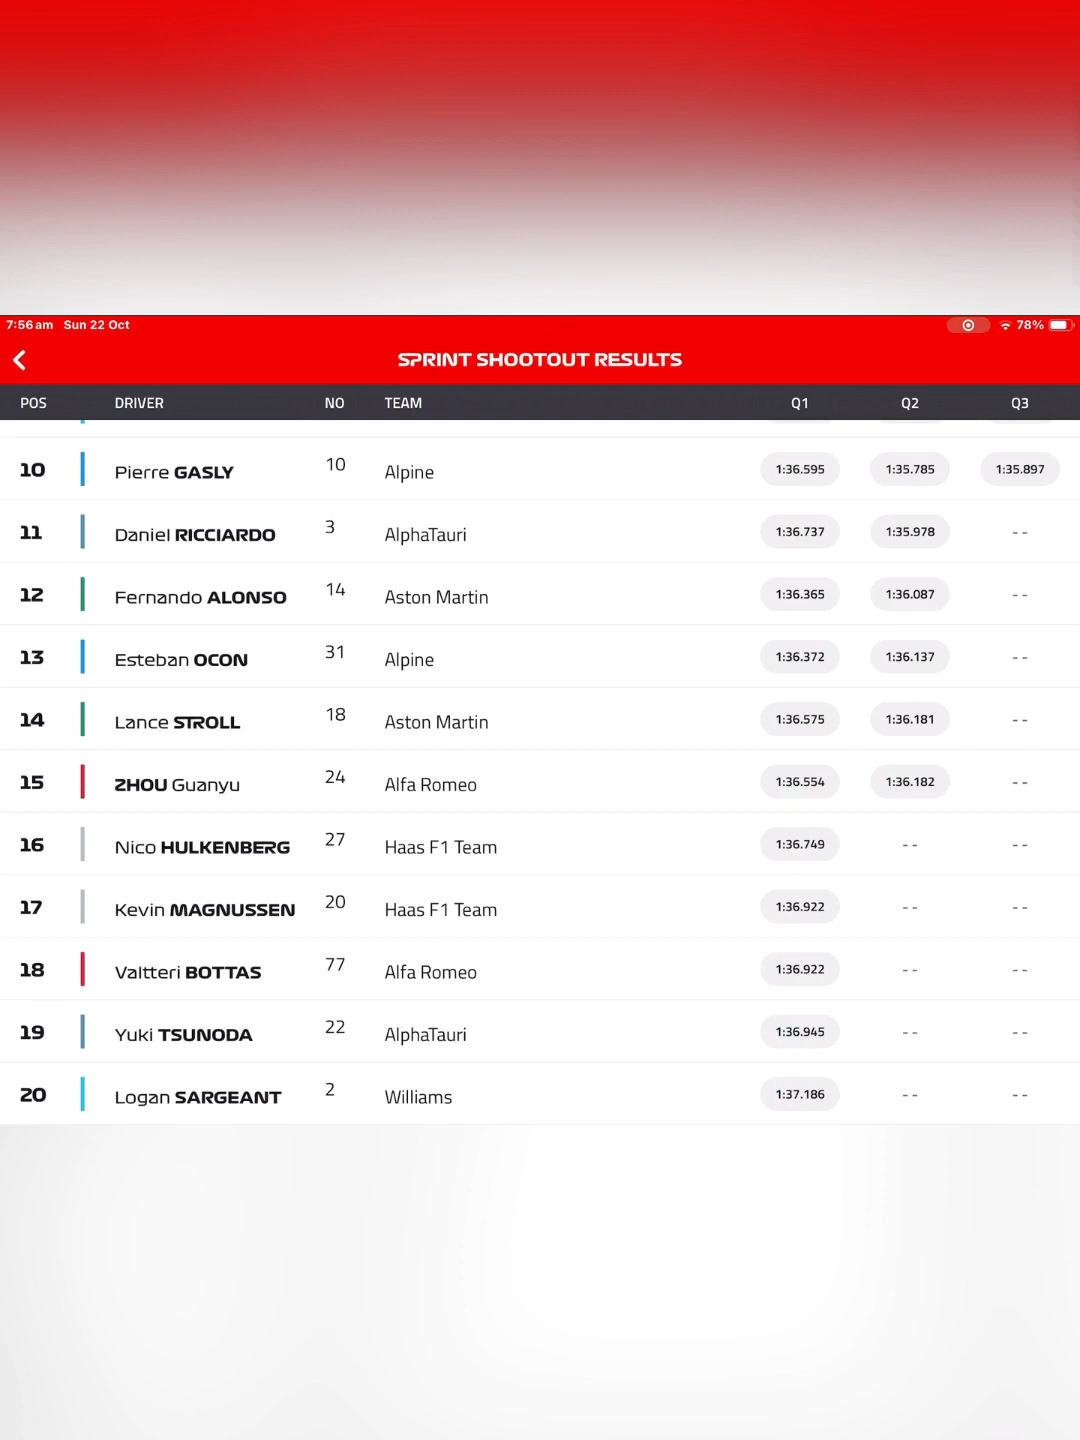 7:56 am Sun 22 Oct 78%
SPRINT SHOOTOUT RESULTS
POS DRIVER NO TEAM Q1 Q2 Q3
10 Pierre GASLY 10 Alpine 1:36.595 1:35.785 1:35.897
11 Daniel RICCIARDO 3 AlphaTauri 1:36.737 1:35.978 --
12 Fernando ALONSO 14 Aston Martin 1:36.365 1:36.087 --
13 Esteban OCON 31 Alpine 1:36.372 1:36.137 --
14 Lance STROLL 18 Aston Martin 1:36.575 1:36.181 --
15 ZHOU Guanyu 24 Alfa Romeo 1:36.554 1:36.182 --
16 Nico HULKENBERG 27 Haas F1 Team 1:36.749 -- --
17 Kevin MAGNUSSEN 20 Haas F1 Team 1:36.922 -- --
18 Valtteri BOTTAS 77 Alfa Romeo 1:36.922 -- --
19 Yuki TSUNODA 22 AlphaTauri 1:36.945 -- --
20 Logan SARGEANT 2 Williams 1:37.186 -- --